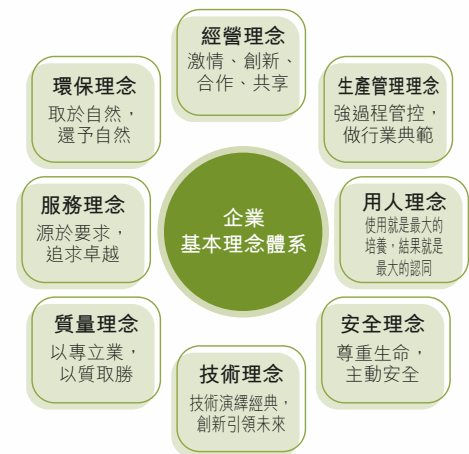 經營理念
激情、創新、
合作、共享
生產管理理念
強過程管控，
做行業典範
用人理念
使用就是最大的
培養，結果就是
最大的認同
安全理念
尊重生命，
主動安全
技術理念
技術演繹經典，
創新引領未來
質量理念
以專立業，
以質取勝
服務理念
源於要求，
追求卓越
環保理念
取於自然，
還予自然
企業
基本理念體系